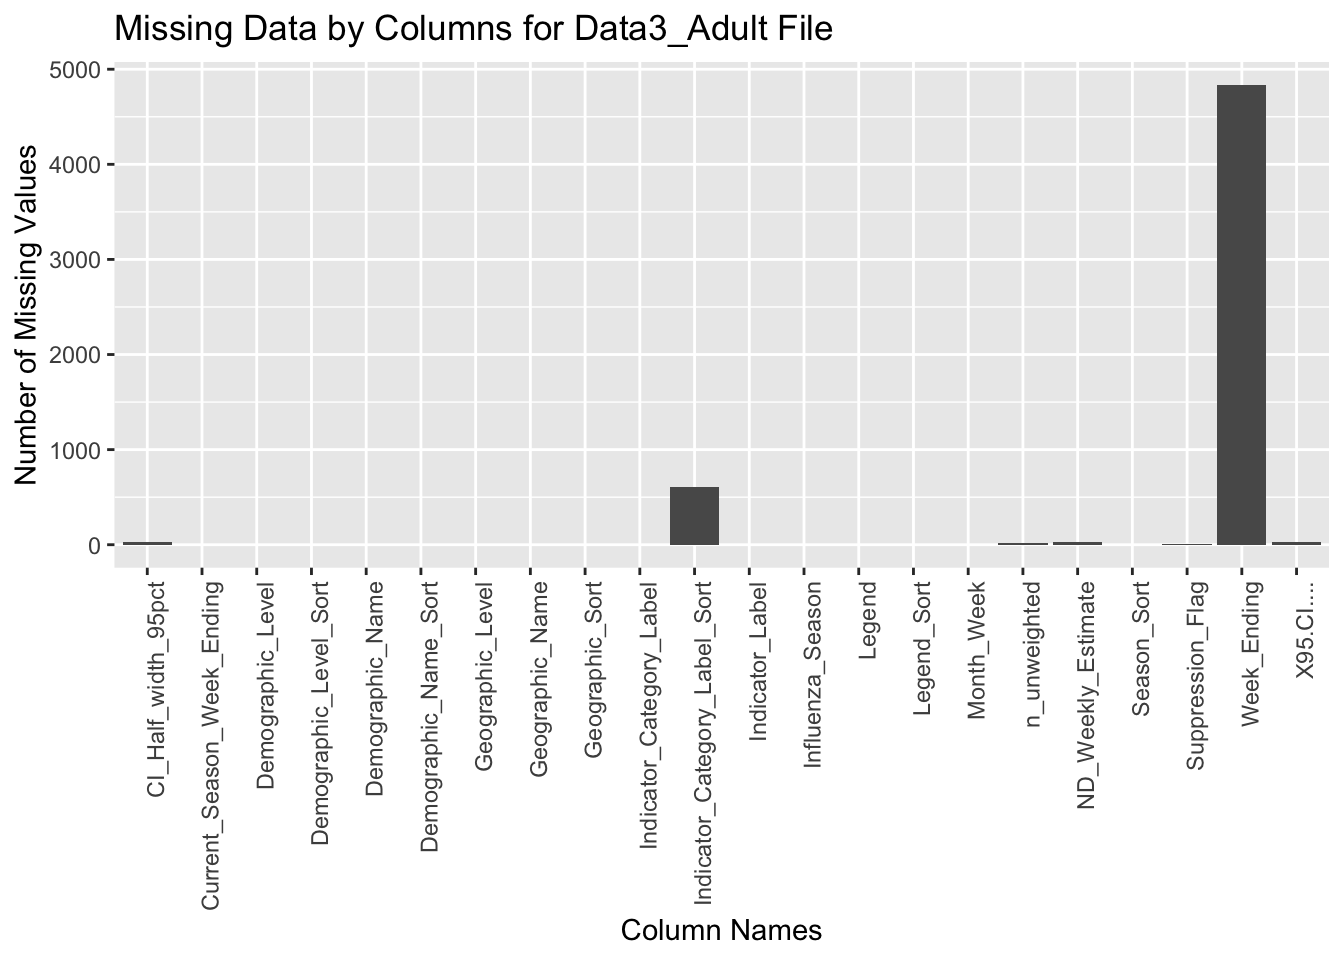 Missing Data by Columns for Data3_Adult File
Number of Missing Values
5000
4000
3000
2000
1000
0
CI_Half_width_95pct
Current_Season_Week_Ending
Demographic_Level
Demographic_Level_Sort
Demographic_Name
Demographic_Name_Sort
Geographic_Level
Geographic_Name
Geographic_Sort
Indicator_Category_Label
Indicator_Category_Label_Sort
Indicator_Label
Influenza_Season
Legend
Legend_Sort
Month_Week
n_unweighted
ND_Weekly_Estimate
Season_Sort
Suppression_Flag
Week_Ending
X95.CI....
Column Names